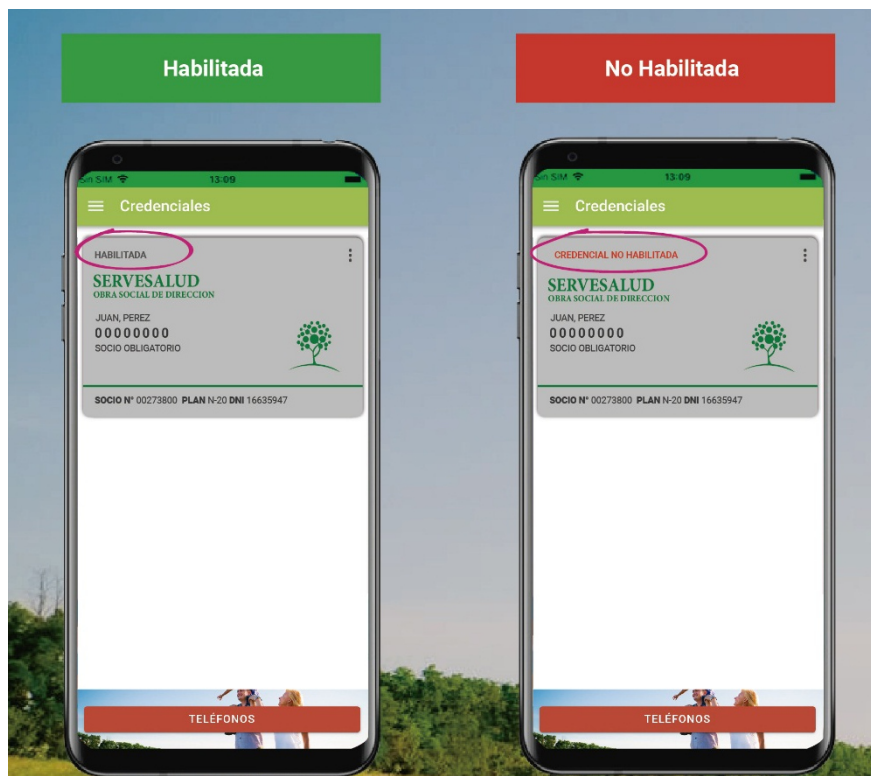 Habilitada
No Habilitada
Sin SIM 13:09
Credenciales
HABILITADA
SERVESALUD
OBRA SOCIAL DE DIRECCION
JUAN, PEREZ
00000000
SOCIO OBLIGATORIO
SOCIO N° 00273800 PLAN N-20 DNI 16635947
TELÉFONOS
Sin SIM 13:09
Credenciales
CREDENCIAL NO HABILITADA
SERVESALUD
OBRA SOCIAL DE DIRECCION
JUAN, PEREZ
00000000
SOCIO OBLIGATORIO
SOCIO N° 00273800 PLAN N-20 DNI 16635947
TELÉFONOS